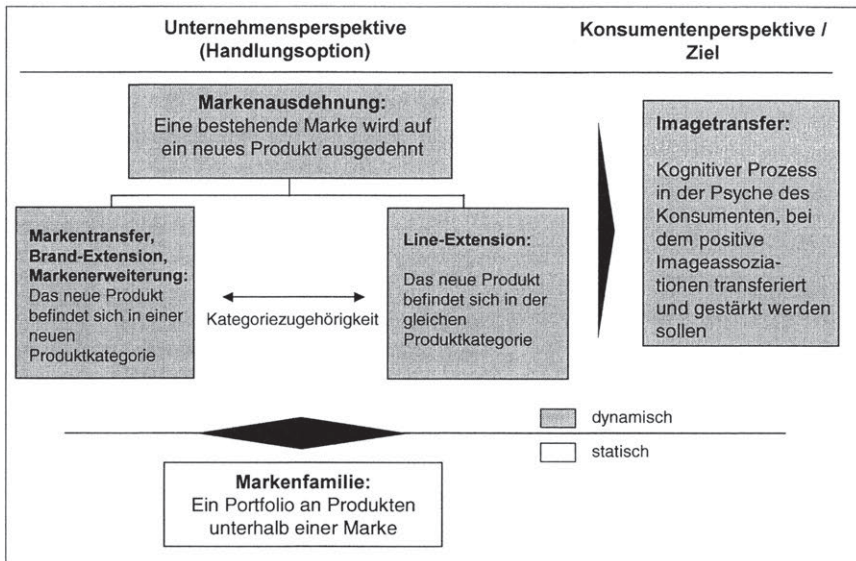 Unternehmensperspektive
(Handlungsoption)
Konsumentenperspektive /
Ziel
Markenausdehnung:
Eine bestehende Marke wird auf
ein neues Produkt ausgedehnt
Markentransfer,
Brand-Extension,
Markenerweiterung:
Das neue Produkt
befindet sich in einer
neuen
Produktkategorie
Kategoriezugehörigkeit
Line-Extension:
Das neue Produkt
befindet sich in der
gleichen
Produktkategorie
Imagetransfer:
Kognitiver Prozess
in der Psyche des
Konsumenten, bei
dem positive
Imageassozia-
tionen transferiert
und gestärkt werden
sollen
dynamisch
statisch
Markenfamilie:
Ein Portfolio an Produkten
unterhalb einer Marke